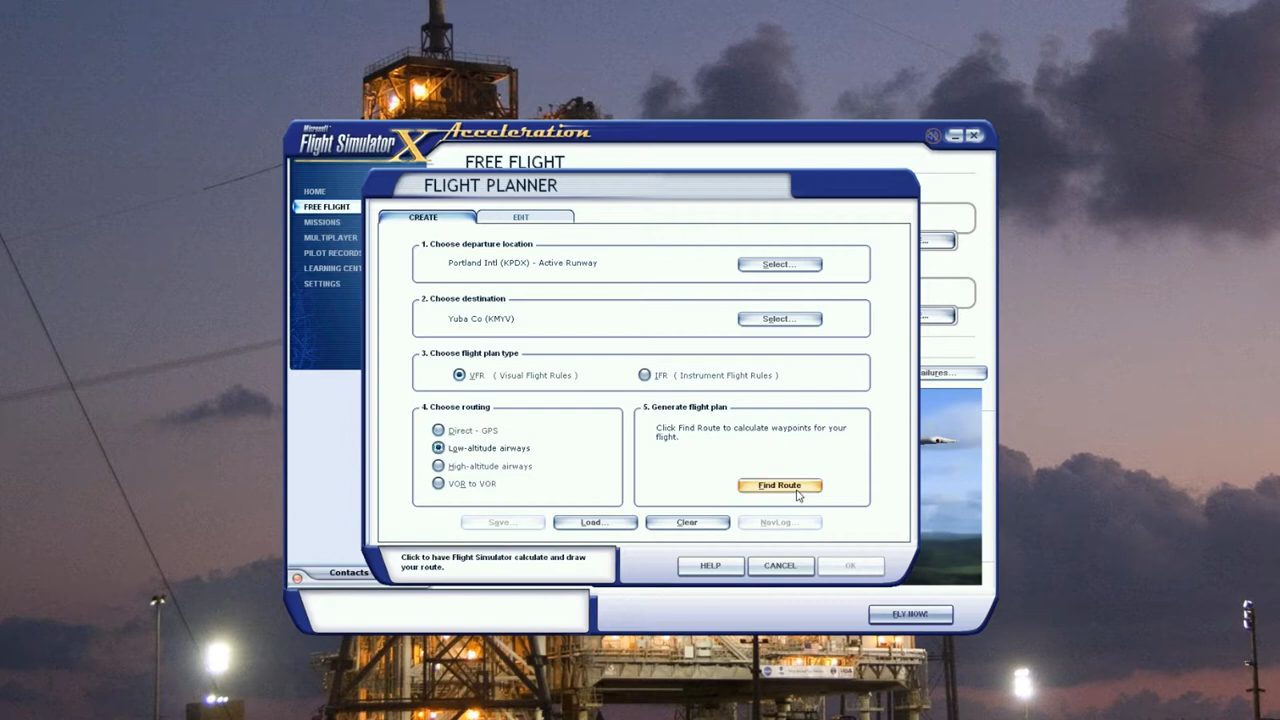 Microsoft
Flight Simulator X Acceleration
FREE FLIGHT
FLIGHT PLANNER
HOME
FREE FLIGHT
MISSIONS
MULTIPLAYER
PILOT RECORDS
LEARNING CENT
SETTINGS
CREATE
EDIT
1. Choose departure location
Portland Intl (KPDX) - Active Runway
Select...
2. Choose destination
Yuba Co (KMYV)
Select...
3. Choose flight plan type
VFR ( Visual Flight Rules )
IFR ( Instrument Flight Rules )
ailures...
4. Choose routing
Direct - GPS
Low-altitude airways
High-altitude airways
VOR to VOR
5. Generate flight plan
Click Find Route to calculate waypoints for your
flight.
Find Route
Save...
Load...
Clear
NavLog...
Click to have Flight Simulator calculate and draw
your route.
HELP
CANCEL
OK
Contacts
FLY NOW!